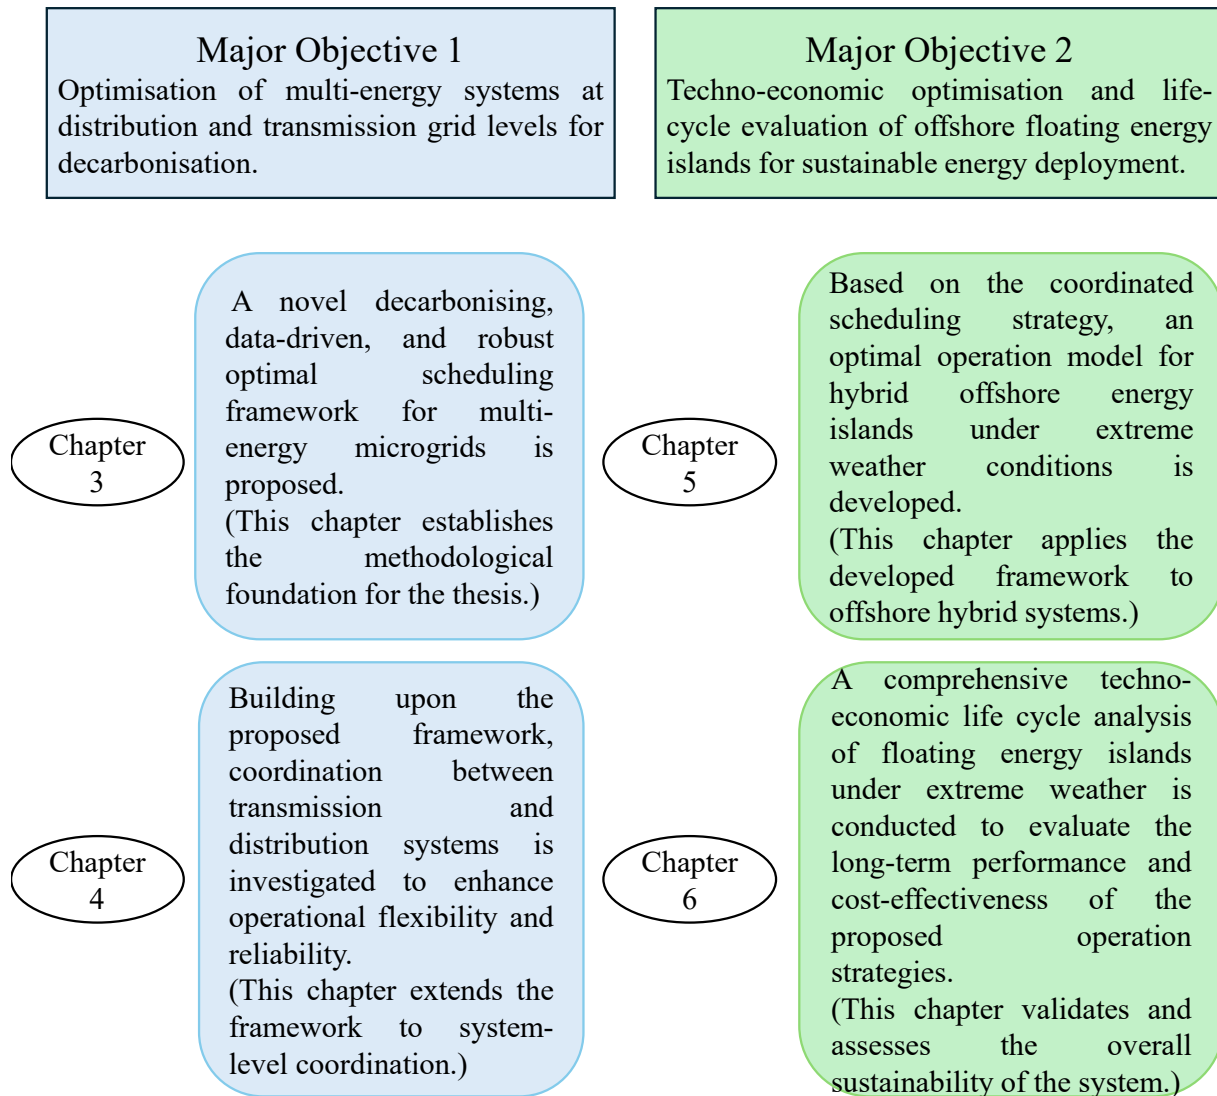 Major Objective 1
Optimisation of multi-energy systems at
distribution and transmission grid levels for
decarbonisation.
Major Objective 2
Techno-economic optimisation and life-
cycle evaluation of offshore floating energy
islands for sustainable energy deployment.
Chapter
3
A novel decarbonising,
data-driven, and robust
optimal scheduling
framework for multi-
energy microgrids is
proposed.
(This chapter establishes
the methodological
foundation for the thesis.)
Chapter
5
Based on the coordinated
scheduling strategy, an
optimal operation model for
hybrid offshore energy
islands under extreme
weather conditions is
developed.
(This chapter applies the
developed framework to
offshore hybrid systems.)
Chapter
4
Building upon the
proposed framework,
coordination between
transmission and
distribution systems is
investigated to enhance
operational flexibility and
reliability.
(This chapter extends the
framework to system-
level coordination.)
Chapter
6
A comprehensive techno-
economic life cycle analysis
of floating energy islands
under extreme weather is
conducted to evaluate the
long-term performance and
cost-effectiveness of the
proposed operation
strategies.
(This chapter validates and
assesses the overall
sustainability of the system.)